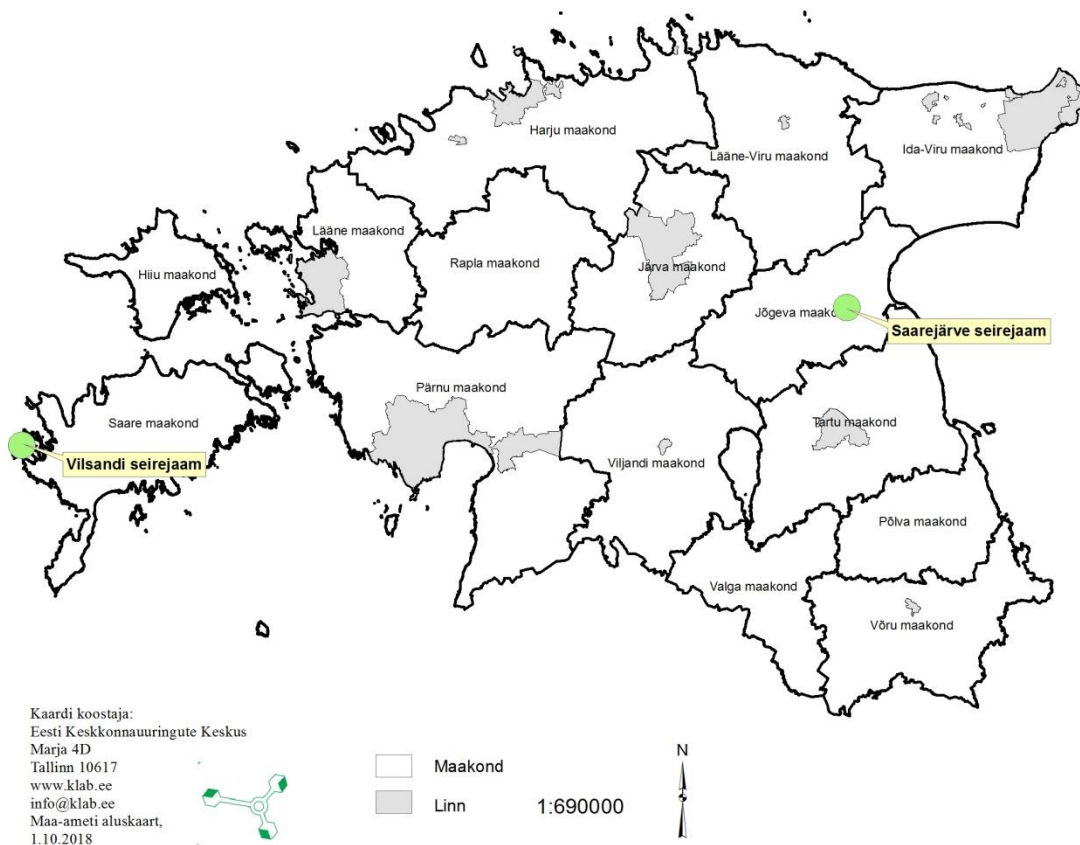 Harju maakond
Lääne-Viru maakond
Ida-Viru maakond
Lääne maakond
Rapla maakond
Järva maakond
Hiiu maakond
Jõgeva maako
Saarejärve seirejaam
Pärnu maakond
Saare maakond
Tartu maakond
Vilsandi seirejaam
Viljandi maakond
Põlva maakond
Valga maakond
Võru maakond
Kaardi koostaja:
Eesti Keskkonnauuringute Keskus
Marja 4D
Tallinn 10617
www.klab.ee
info@klab.ee
Maa-ameti aluskaart,
1.10.2018
Maakond
Linn
1:690000
N